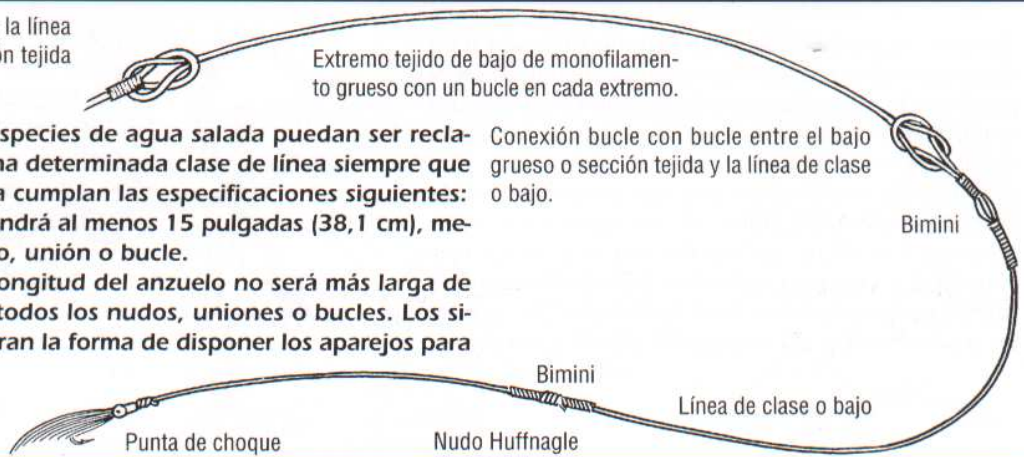 la línea
n tejida
Extremo tejido de bajo de monofilamen-
to grueso con un bucle en cada extremo.
species de agua salada puedan ser recla-
na determinada clase de línea siempre que
a cumplan las especificaciones siguientes:
ndrá al menos 15 pulgadas (38,1 cm), me-
o, unión o bucle.
ongitud del anzuelo no será más larga de
todos los nudos, uniones o bucles. Los si-
ran la forma de disponer los aparejos para
Conexión bucle con bucle entre el bajo
grueso o sección tejida y la línea de clase
o bajo.
Bimini
Bimini
Línea de clase o bajo
Punta de choque
Nudo Huffnagle